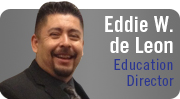 Eddie W.
de Leon
Education
Director